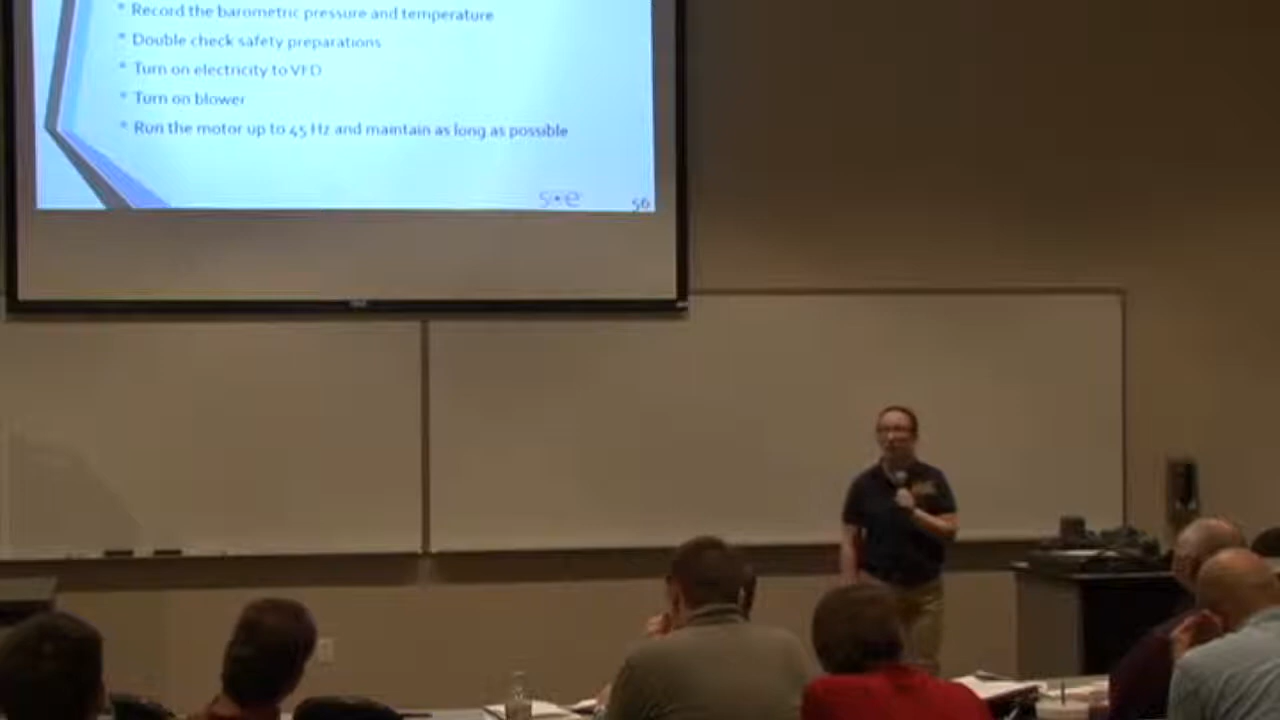 * Record the barometric pressure and temperature
* Double check safety preparations
* Turn on electricity to VFD
* Turn on blower
* Run the motor up to 45 Hz and maintain as long as possible
s•e
56